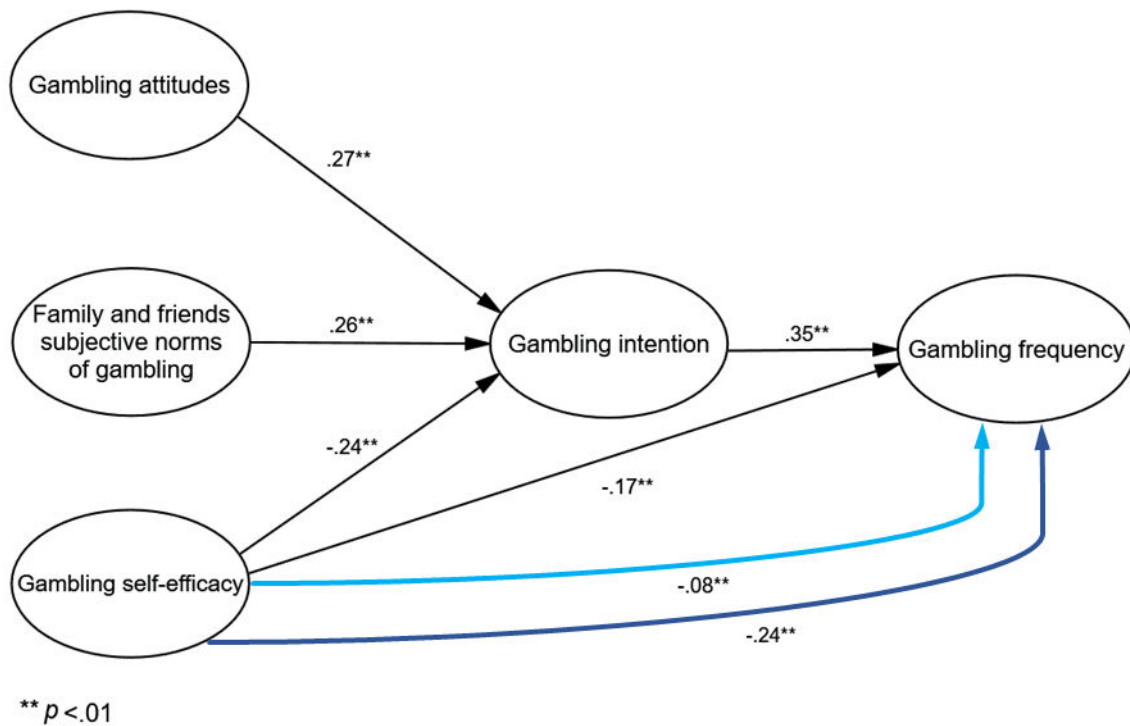 Gambling attitudes
.27**
Family and friends
subjective norms
of gambling
.26**
Gambling intention
.35**
Gambling frequency
-.24**
-.17**
Gambling self-efficacy
-.08**
-.24**
** p <.01